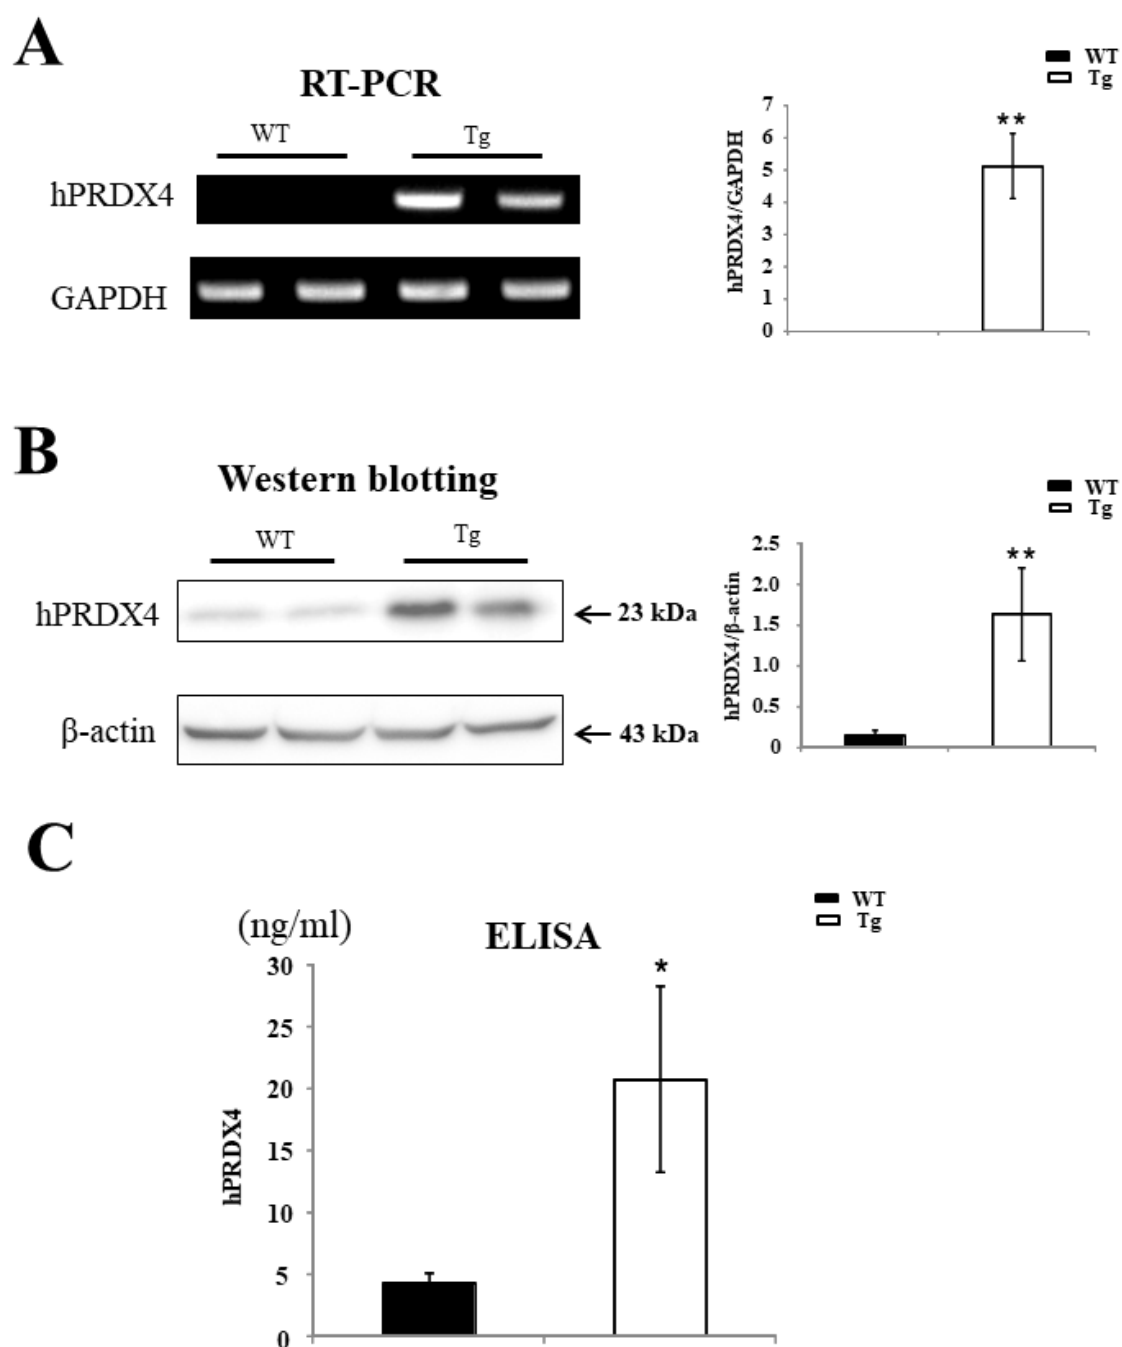 A
RT-PCR
WT
Tg
hPRDX4
GAPDH
WT
Tg
hPRDX4/GAPDH
7
6
5
4
3
2
1
0
**
B
Western blotting
WT
Tg
hPRDX4
← 23 kDa
β-actin
← 43 kDa
WT
Tg
hPRDX4/β-actin
2.5
2.0
1.5
1.0
0.5
0
**
C
(ng/ml)
ELISA
WT
Tg
hPRDX4
30
25
20
15
10
5
0
*